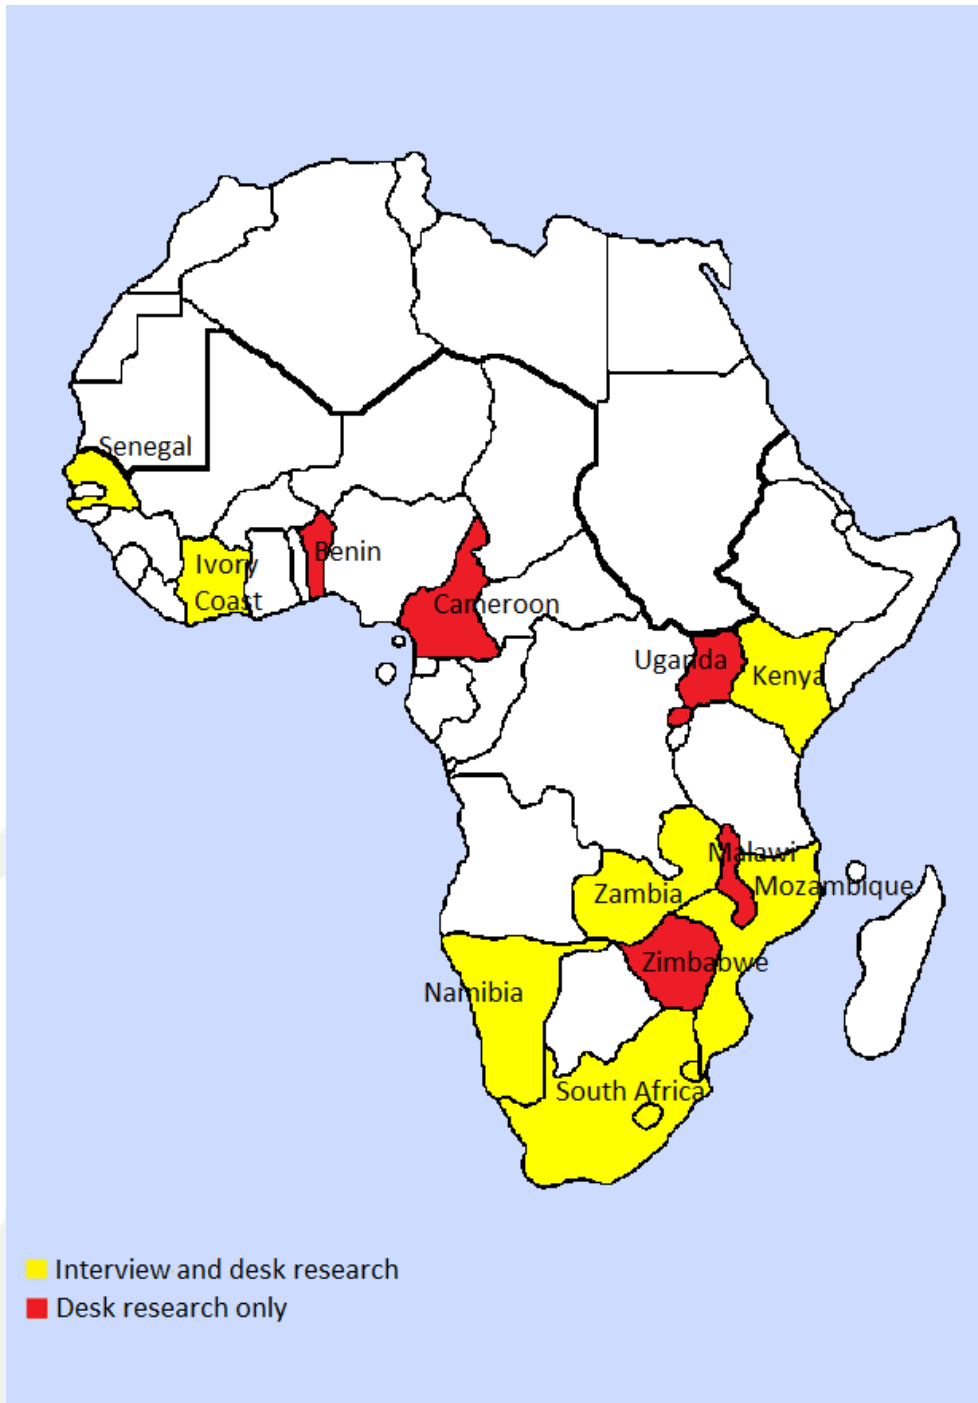 Senegal
Ivory
Coast
Benin
Cameroon
Uganda
Kenya
Malawi
Mozambique
Zambia
Zimbabwe
Namibia
South Africa
Interview and desk research
Desk research only